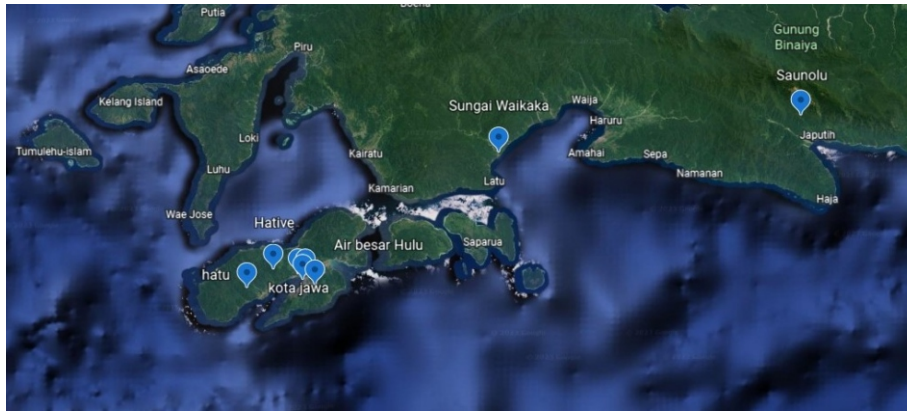 Putia
Gunung
Binaiya
Piru
Asaoede
Saunolu
Kelang Island
Sungai Waikaka
Waija
Haruru
Loki
Japutih
Tumulehu-islam
Kairatu
Amahai
Sepa
Luhu
Namanan
Latu
Kamarian
Haja
Wae Jose
Hative
Air besar Hulu
Saparua
hatu
kota jawa